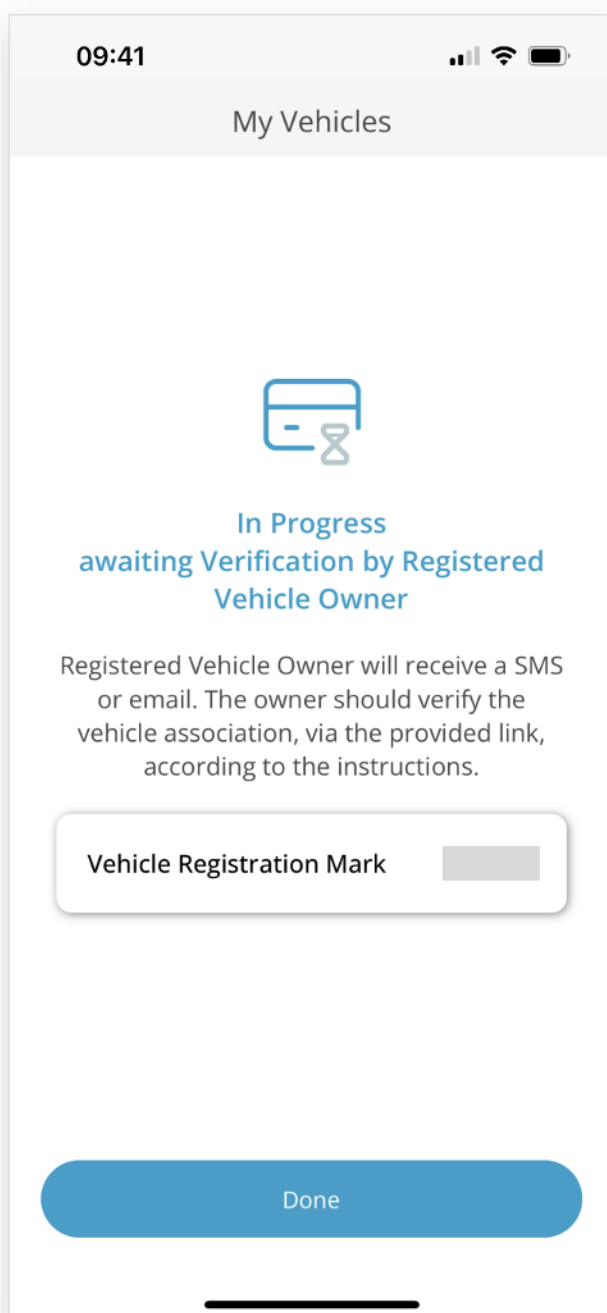 09:41
My Vehicles
In Progress
awaiting Verification by Registered
Vehicle Owner
Registered Vehicle Owner will receive a SMS
or email. The owner should verify the
vehicle association, via the provided link,
according to the instructions.
Vehicle Registration Mark
Done